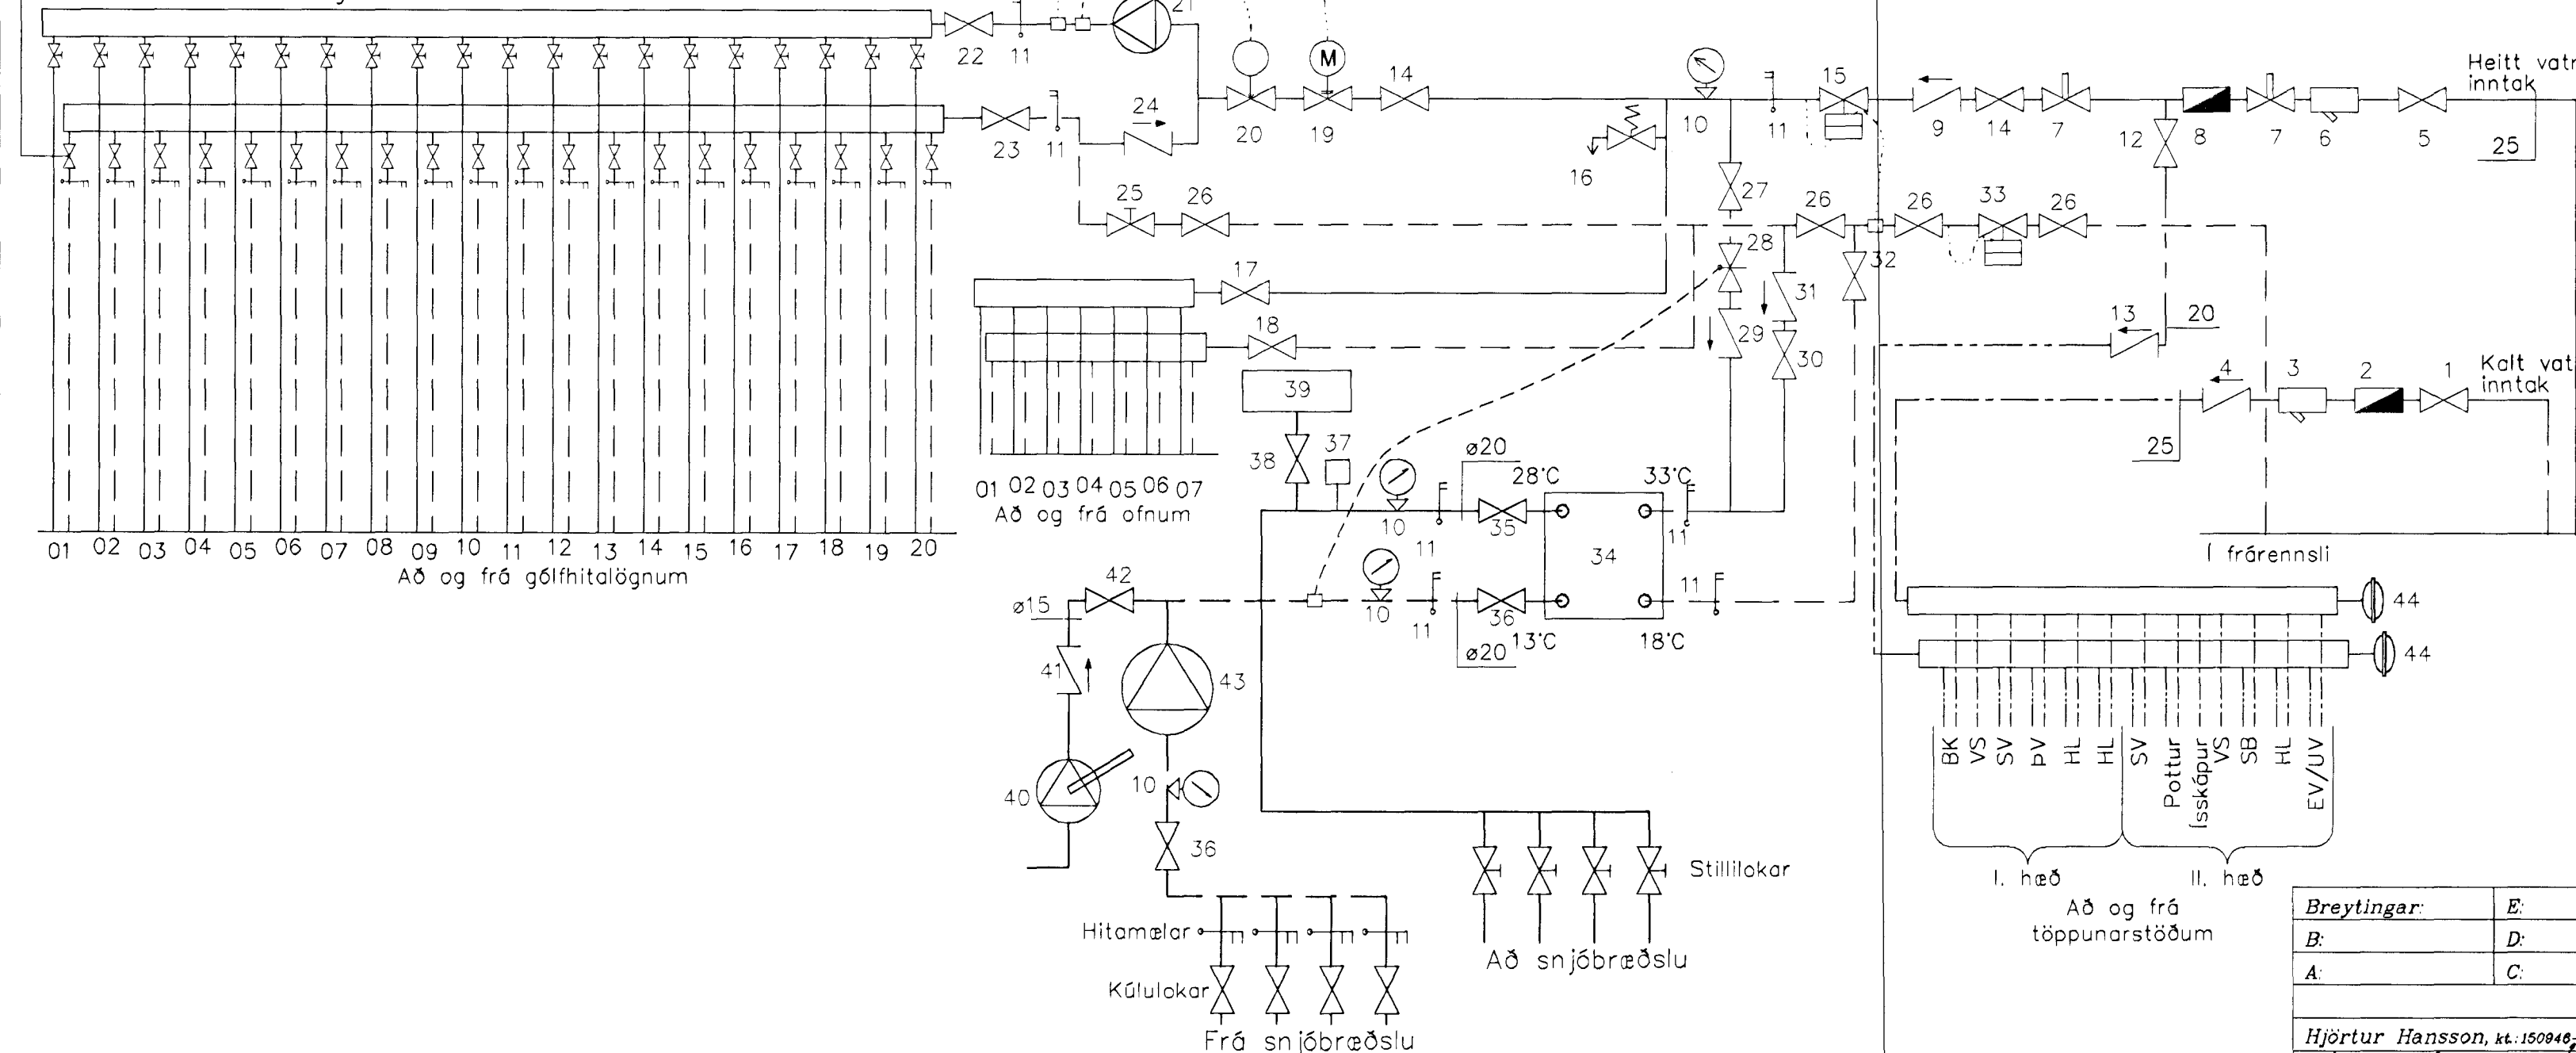 21
22
11
M
14
15
Heitt vatn
inntak
24
20
19
10
11
9
14
7
12
8
7
6
5
25
23
11
16
27
25
26
26
26
33
26
28
32
17
31
13
20
18
29
30
4
3
2
1
Kalt vat
inntak
39
38
37
ø20
28°C
33°C
25
01 02 03 04 05 06 07
Að og frá ofnum
10
11
35
11
34
01 02 03 04 05 06 07 08 09 10 11 12 13 14 15 16 17 18 19 20
Að og frá gólfhitalögnum
Í frárennsli
42
ø15
10
11
36
11
44
13°C
18°C
ø20
44
41
43
40
10
36
BK
VS
SV
ÞV
HL
HL
SV
Pottur
Ísskápur
VS
SB
HL
EV/UV
Stillilokar
I. hæð
II. hæð
Að og frá
töppunarstöðum
Hitamælar
Að snjóbræðslu
Kúlulokar
Frá snjóbræðslu
Breytingar:
E:
B:
D:
A:
C:
Hjörtur Hansson, kt.:150946-